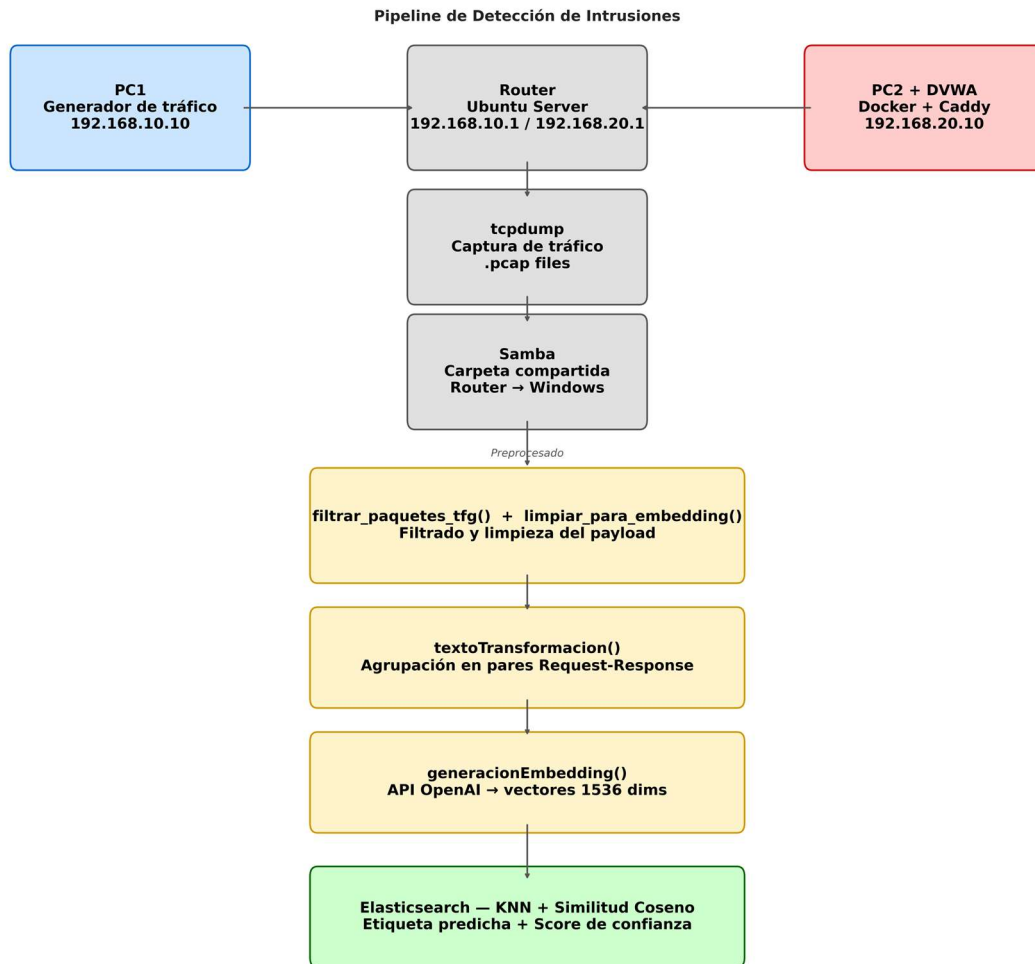 Pipeline de Detección de Intrusiones
PC1
Generador de tráfico
192.168.10.10
Router
Ubuntu Server
192.168.10.1 / 192.168.20.1
PC2 + DVWA
Docker + Caddy
192.168.20.10
tcpdump
Captura de tráfico
.pcap files
Samba
Carpeta compartida
Router → Windows
Preprocesado
filtrar_paquetes_tfg()  +  limpiar_para_embedding()
Filtrado y limpieza del payload
textoTransformacion()
Agrupación en pares Request-Response
generacionEmbedding()
API OpenAI → vectores 1536 dims
Elasticsearch — KNN + Similitud Coseno
Etiqueta predicha + Score de confianza